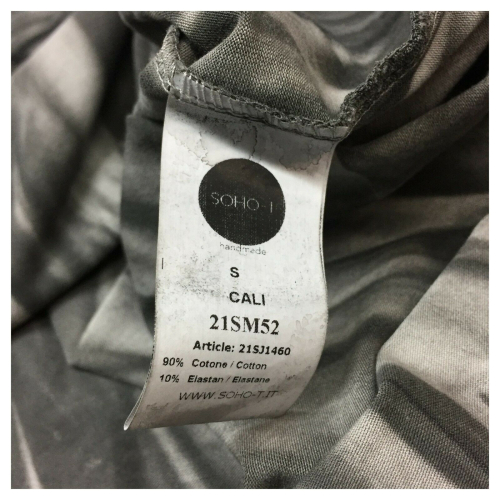 SOHO-T
handmade
S
CALI
21SM52
Article: 21SJ1460
90% Cotone / Cotton
10% Elastan / Elastane
WWW.SOHO-T.IT